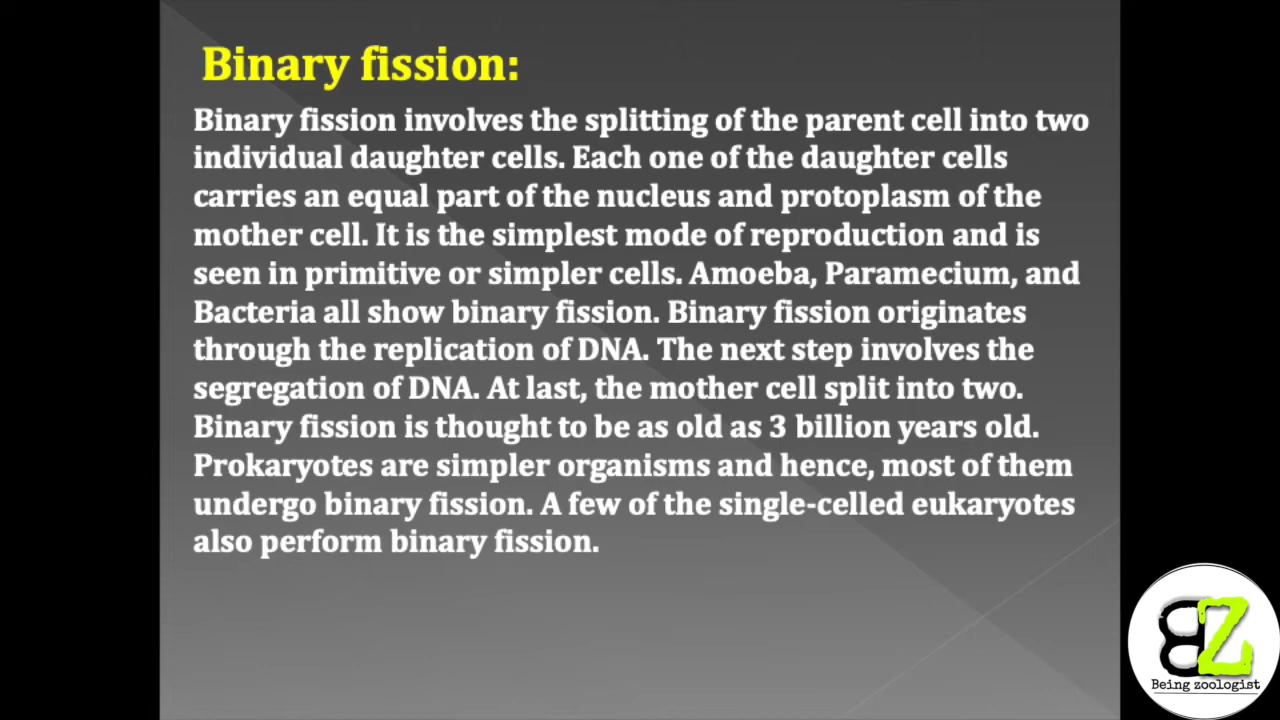 Binary fission:
Binary fission involves the splitting of the parent cell into two
individual daughter cells. Each one of the daughter cells
carries an equal part of the nucleus and protoplasm of the
mother cell. It is the simplest mode of reproduction and is
seen in primitive or simpler cells. Amoeba, Paramecium, and
Bacteria all show binary fission. Binary fission originates
through the replication of DNA. The next step involves the
segregation of DNA. At last, the mother cell split into two.
Binary fission is thought to be as old as 3 billion years old.
Prokaryotes are simpler organisms and hence, most of them
undergo binary fission. A few of the single-celled eukaryotes
also perform binary fission.
BZ
Being zoologist